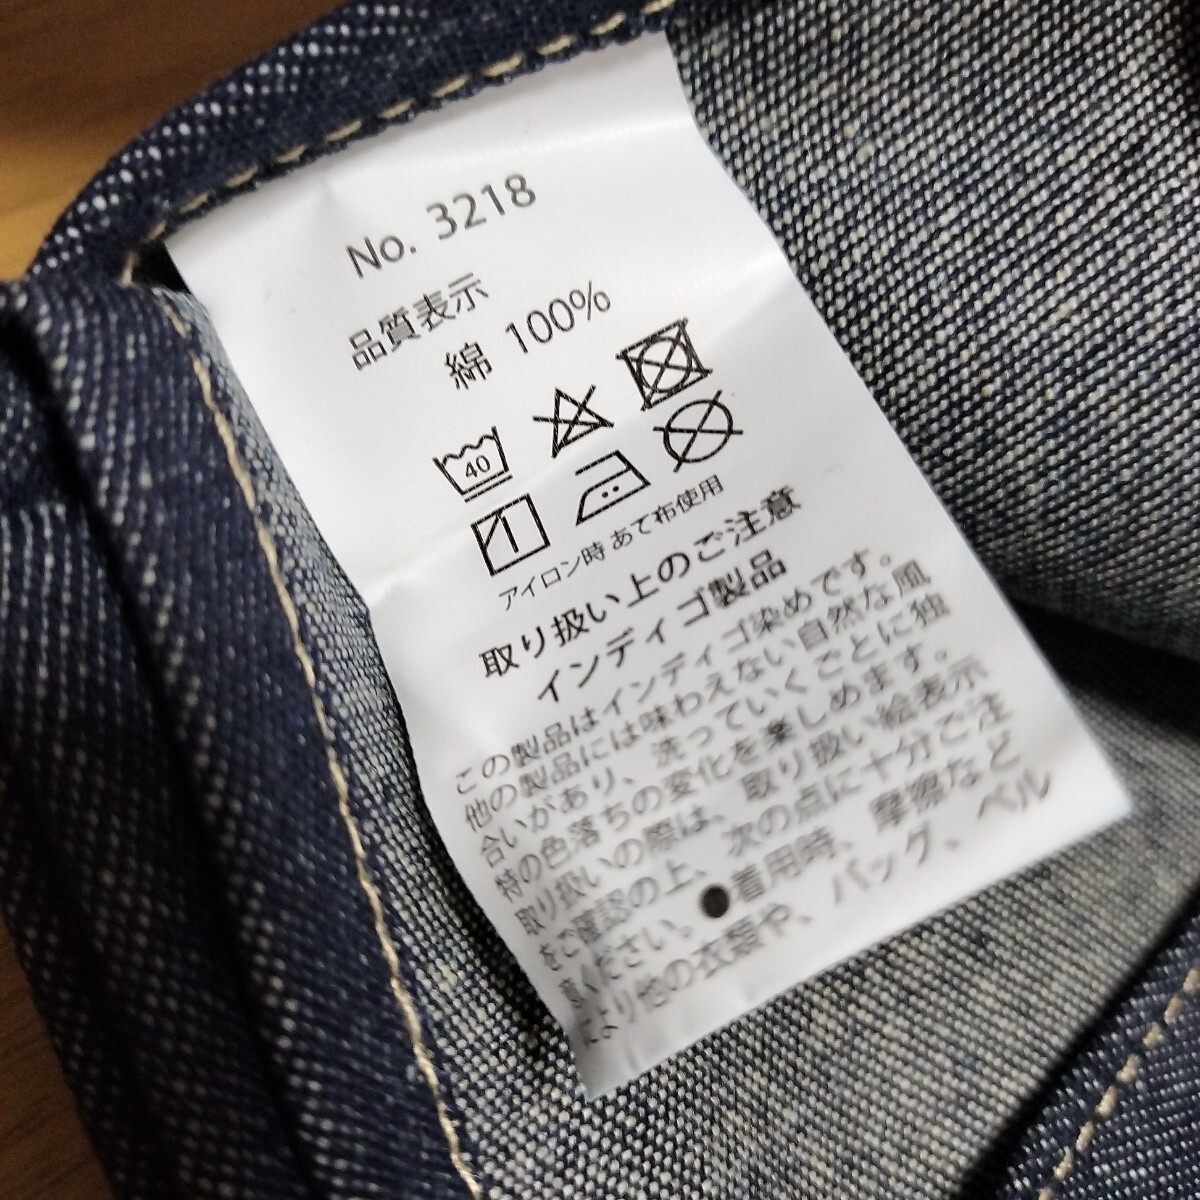 No. 3218
品質表示
綿 100%
40
アイロン時 あて布使用
取り扱い上のご注意
インディゴ製品
この製品はインディゴ染めです。
他の製品には味わえない自然な風
合いがあり、洗っていくごとに独
特の色落ちの変化を楽しめます。
取り扱いの際は、取り扱い絵表示
をご確認の上、次の点に十分ご注
意ください。●着用時、摩擦など
により他の衣類や、バッグ、ベル